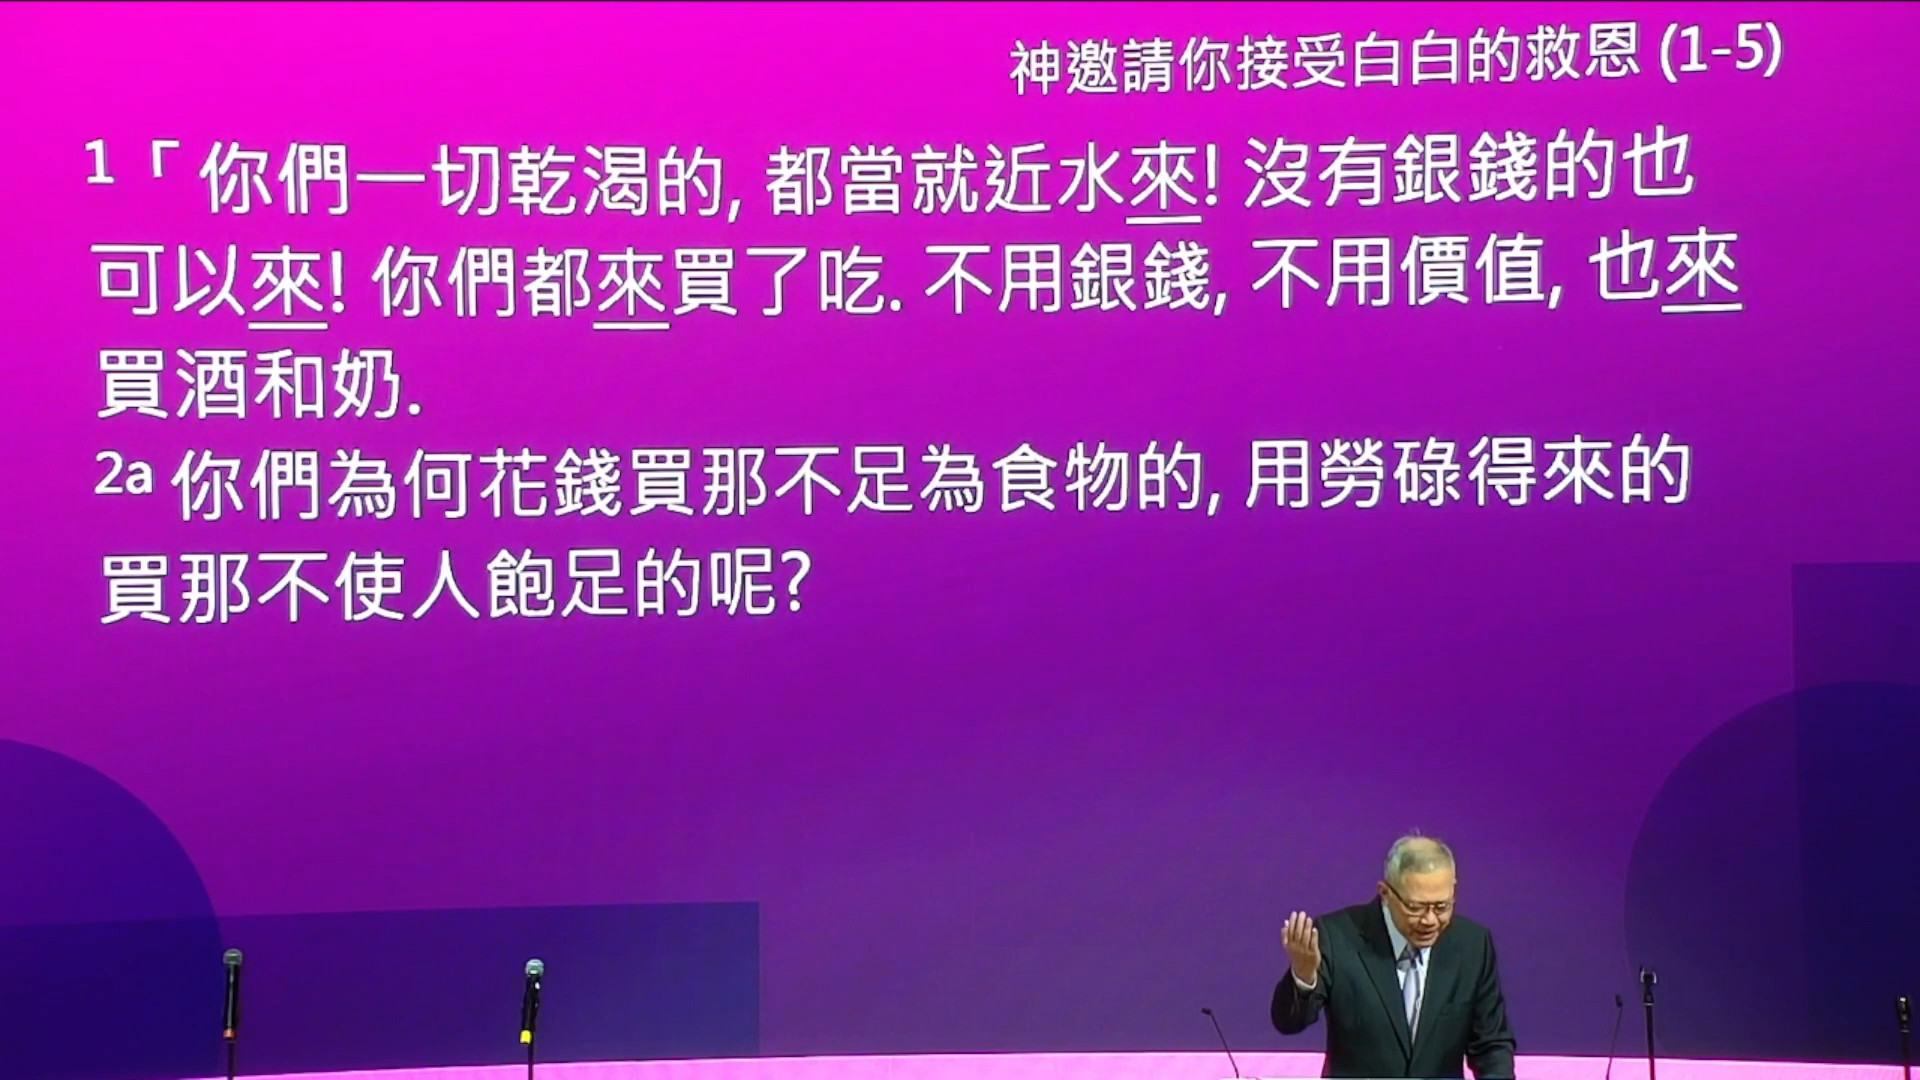 神邀請你接受白白的救恩 (1-5)
1「你們一切乾渴的, 都當就近水來! 沒有銀錢的也
可以來! 你們都來買了吃. 不用銀錢, 不用價值, 也來
買酒和奶.
2a 你們為何花錢買那不足為食物的, 用勞碌得來的
買那不使人飽足的呢?